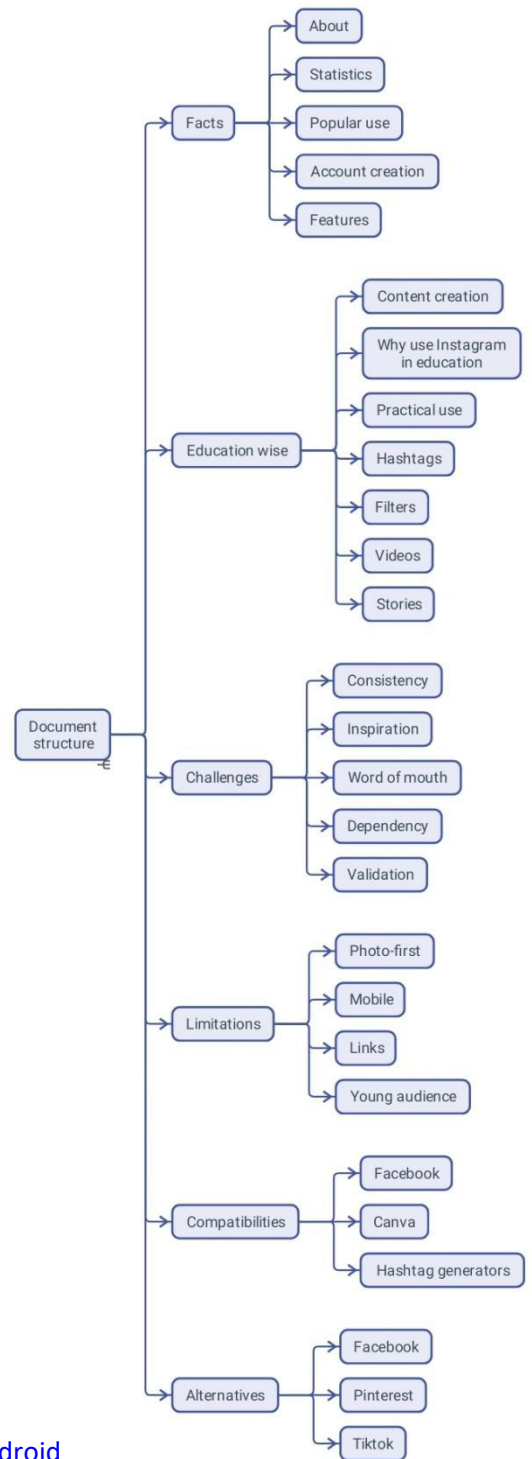 Document
structure
Facts
About
Statistics
Popular use
Account creation
Features
Education wise
Content creation
Why use Instagram
in education
Practical use
Hashtags
Filters
Videos
Stories
Challenges
Consistency
Inspiration
Word of mouth
Dependency
Validation
Limitations
Photo-first
Mobile
Links
Young audience
Compatibilities
Facebook
Canva
Hashtag generators
Alternatives
Facebook
Pinterest
Tiktok
droid